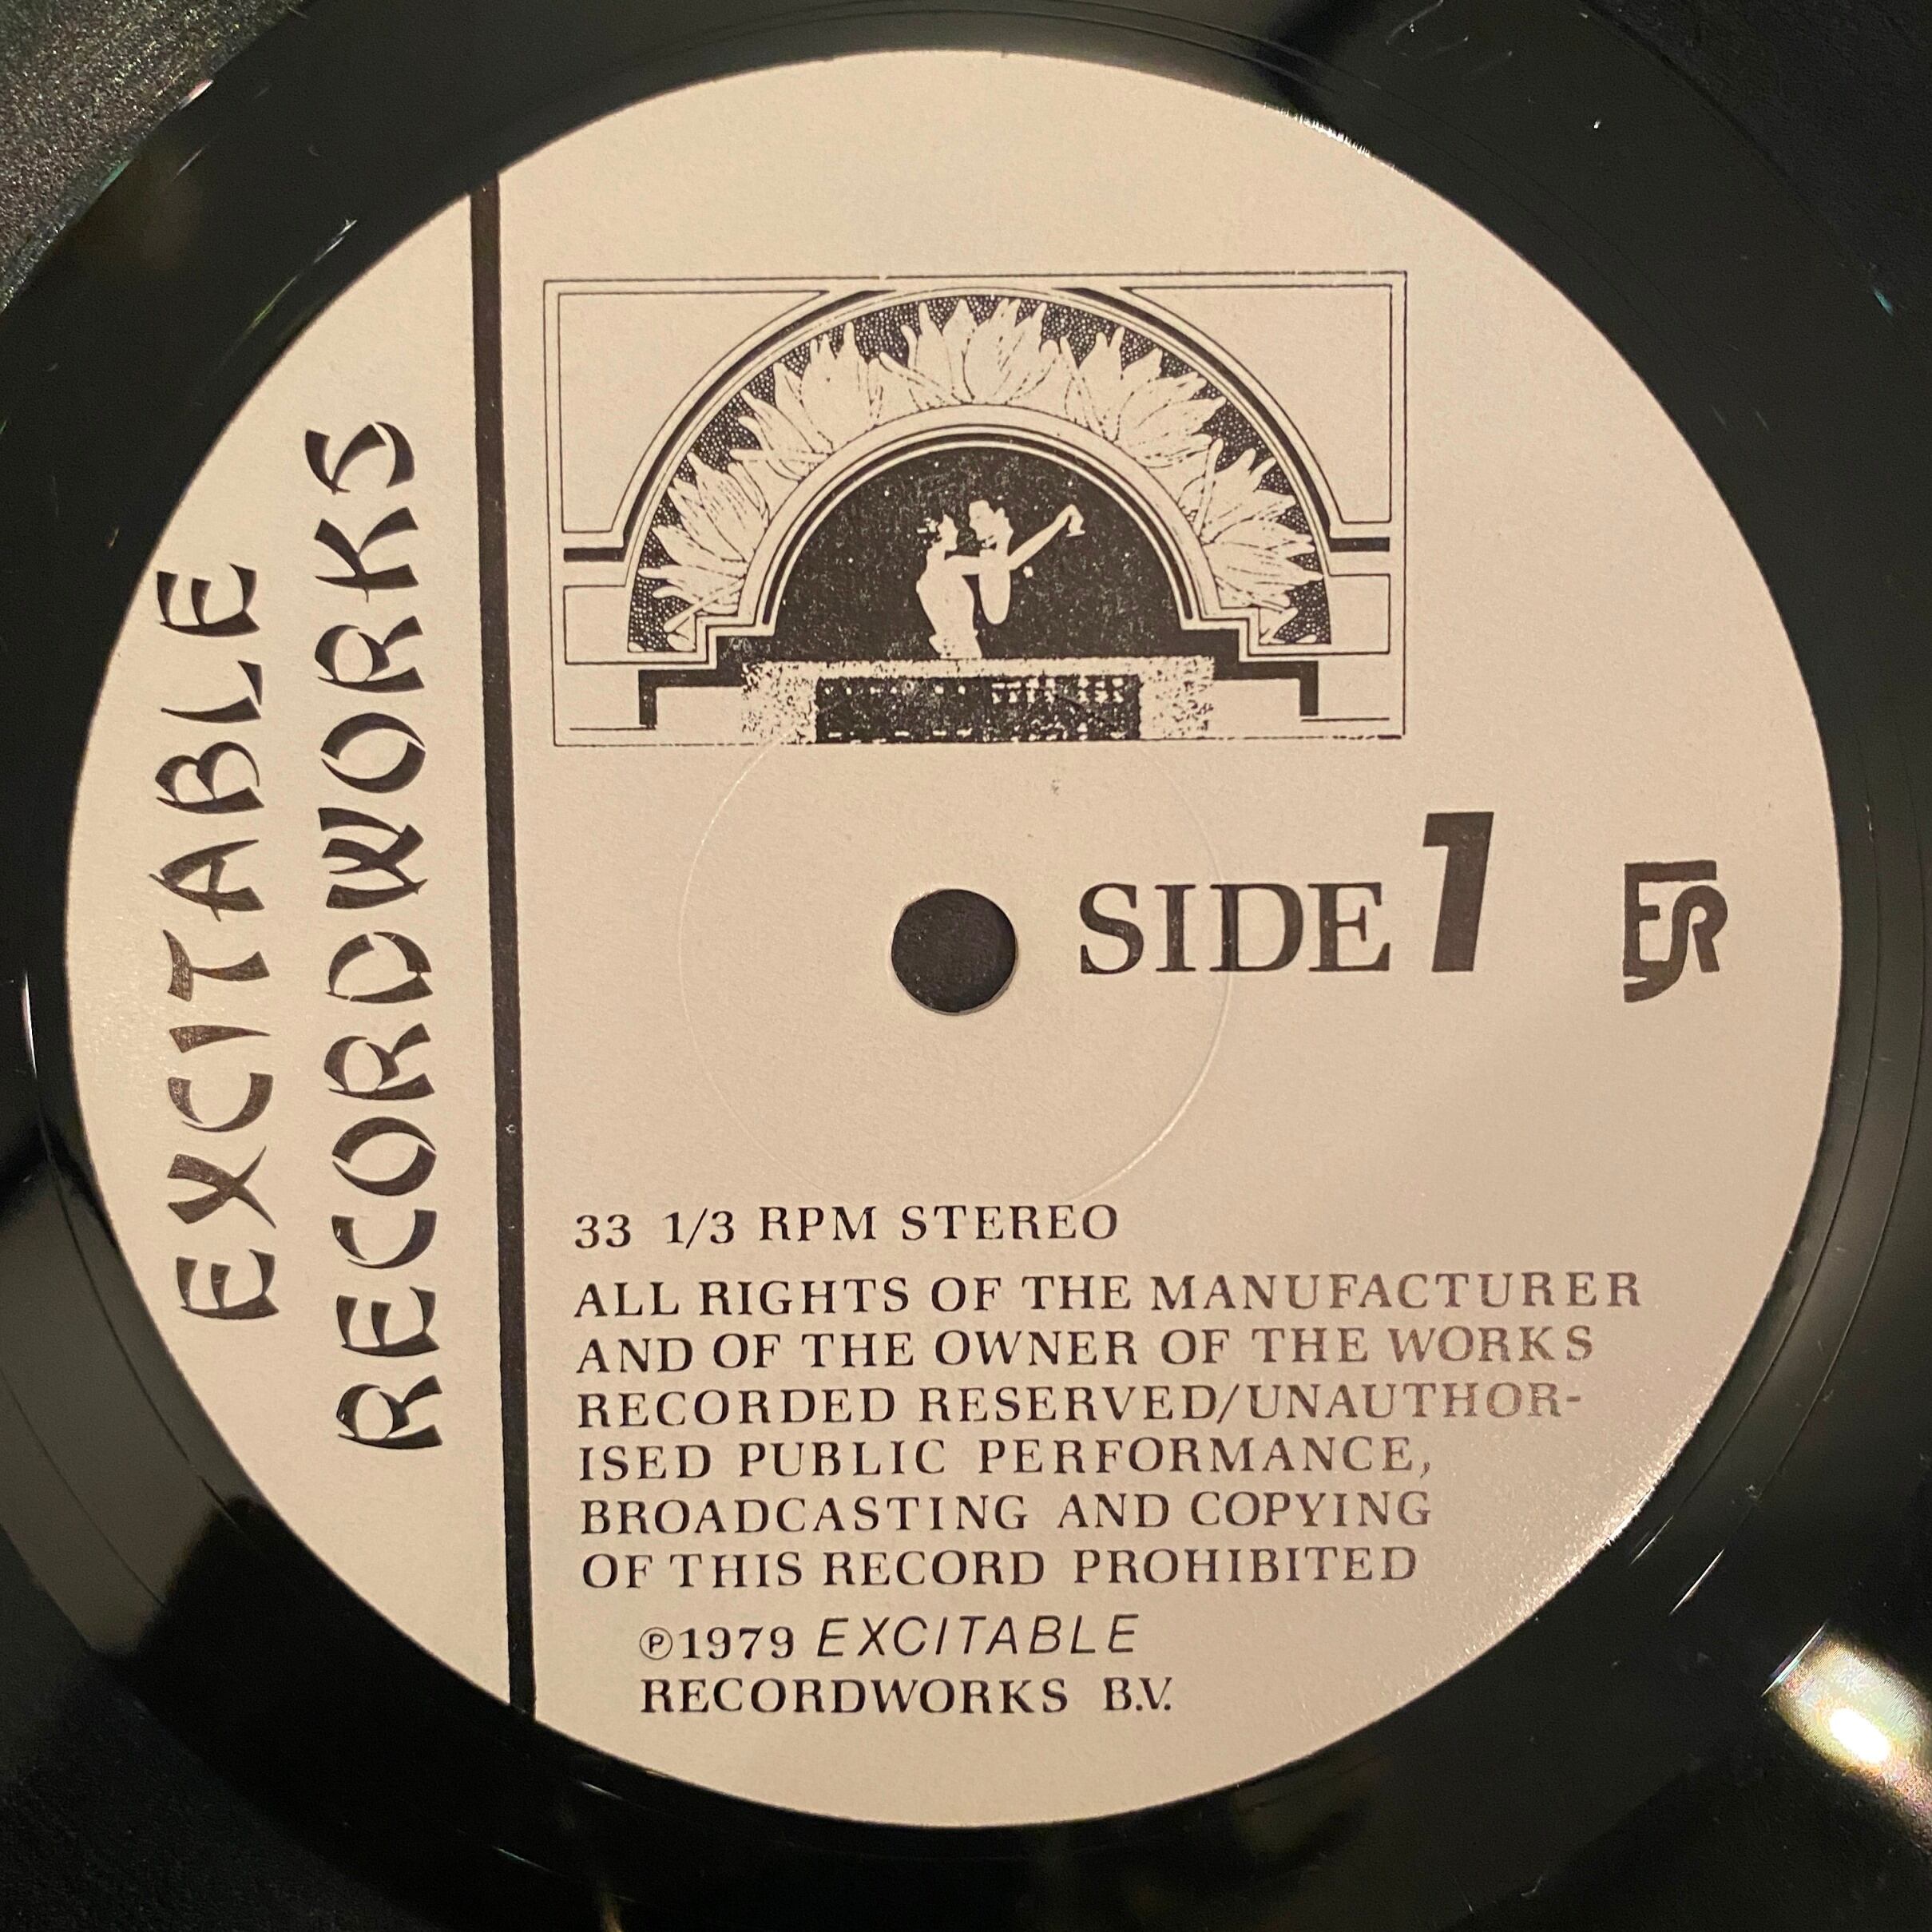 EXCITABLE
RECORDWORKS
SIDE 1
ER
33 1/3 RPM STEREO
ALL RIGHTS OF THE MANUFACTURER
AND OF THE OWNER OF THE WORKS
RECORDED RESERVED/UNAUTHOR-
ISED PUBLIC PERFORMANCE,
BROADCASTING AND COPYING
OF THIS RECORD PROHIBITED
℗1979 EXCITABLE
RECORDWORKS B.V.